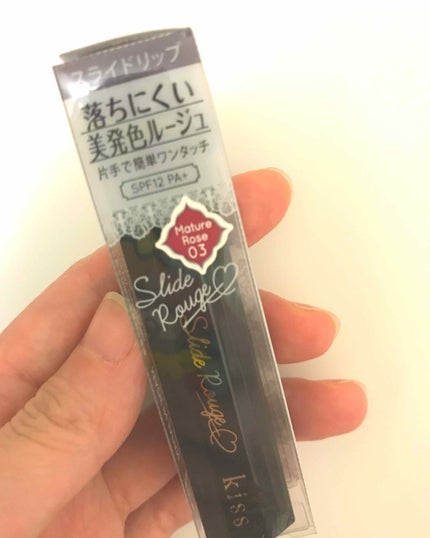 スライドリップ
落ちにくい
美発色ルージュ
片手で簡単ワンタッチ
SPF12 PA+
Mature
Rose
03
Slide
Rouge
Slide Rouge
kiss